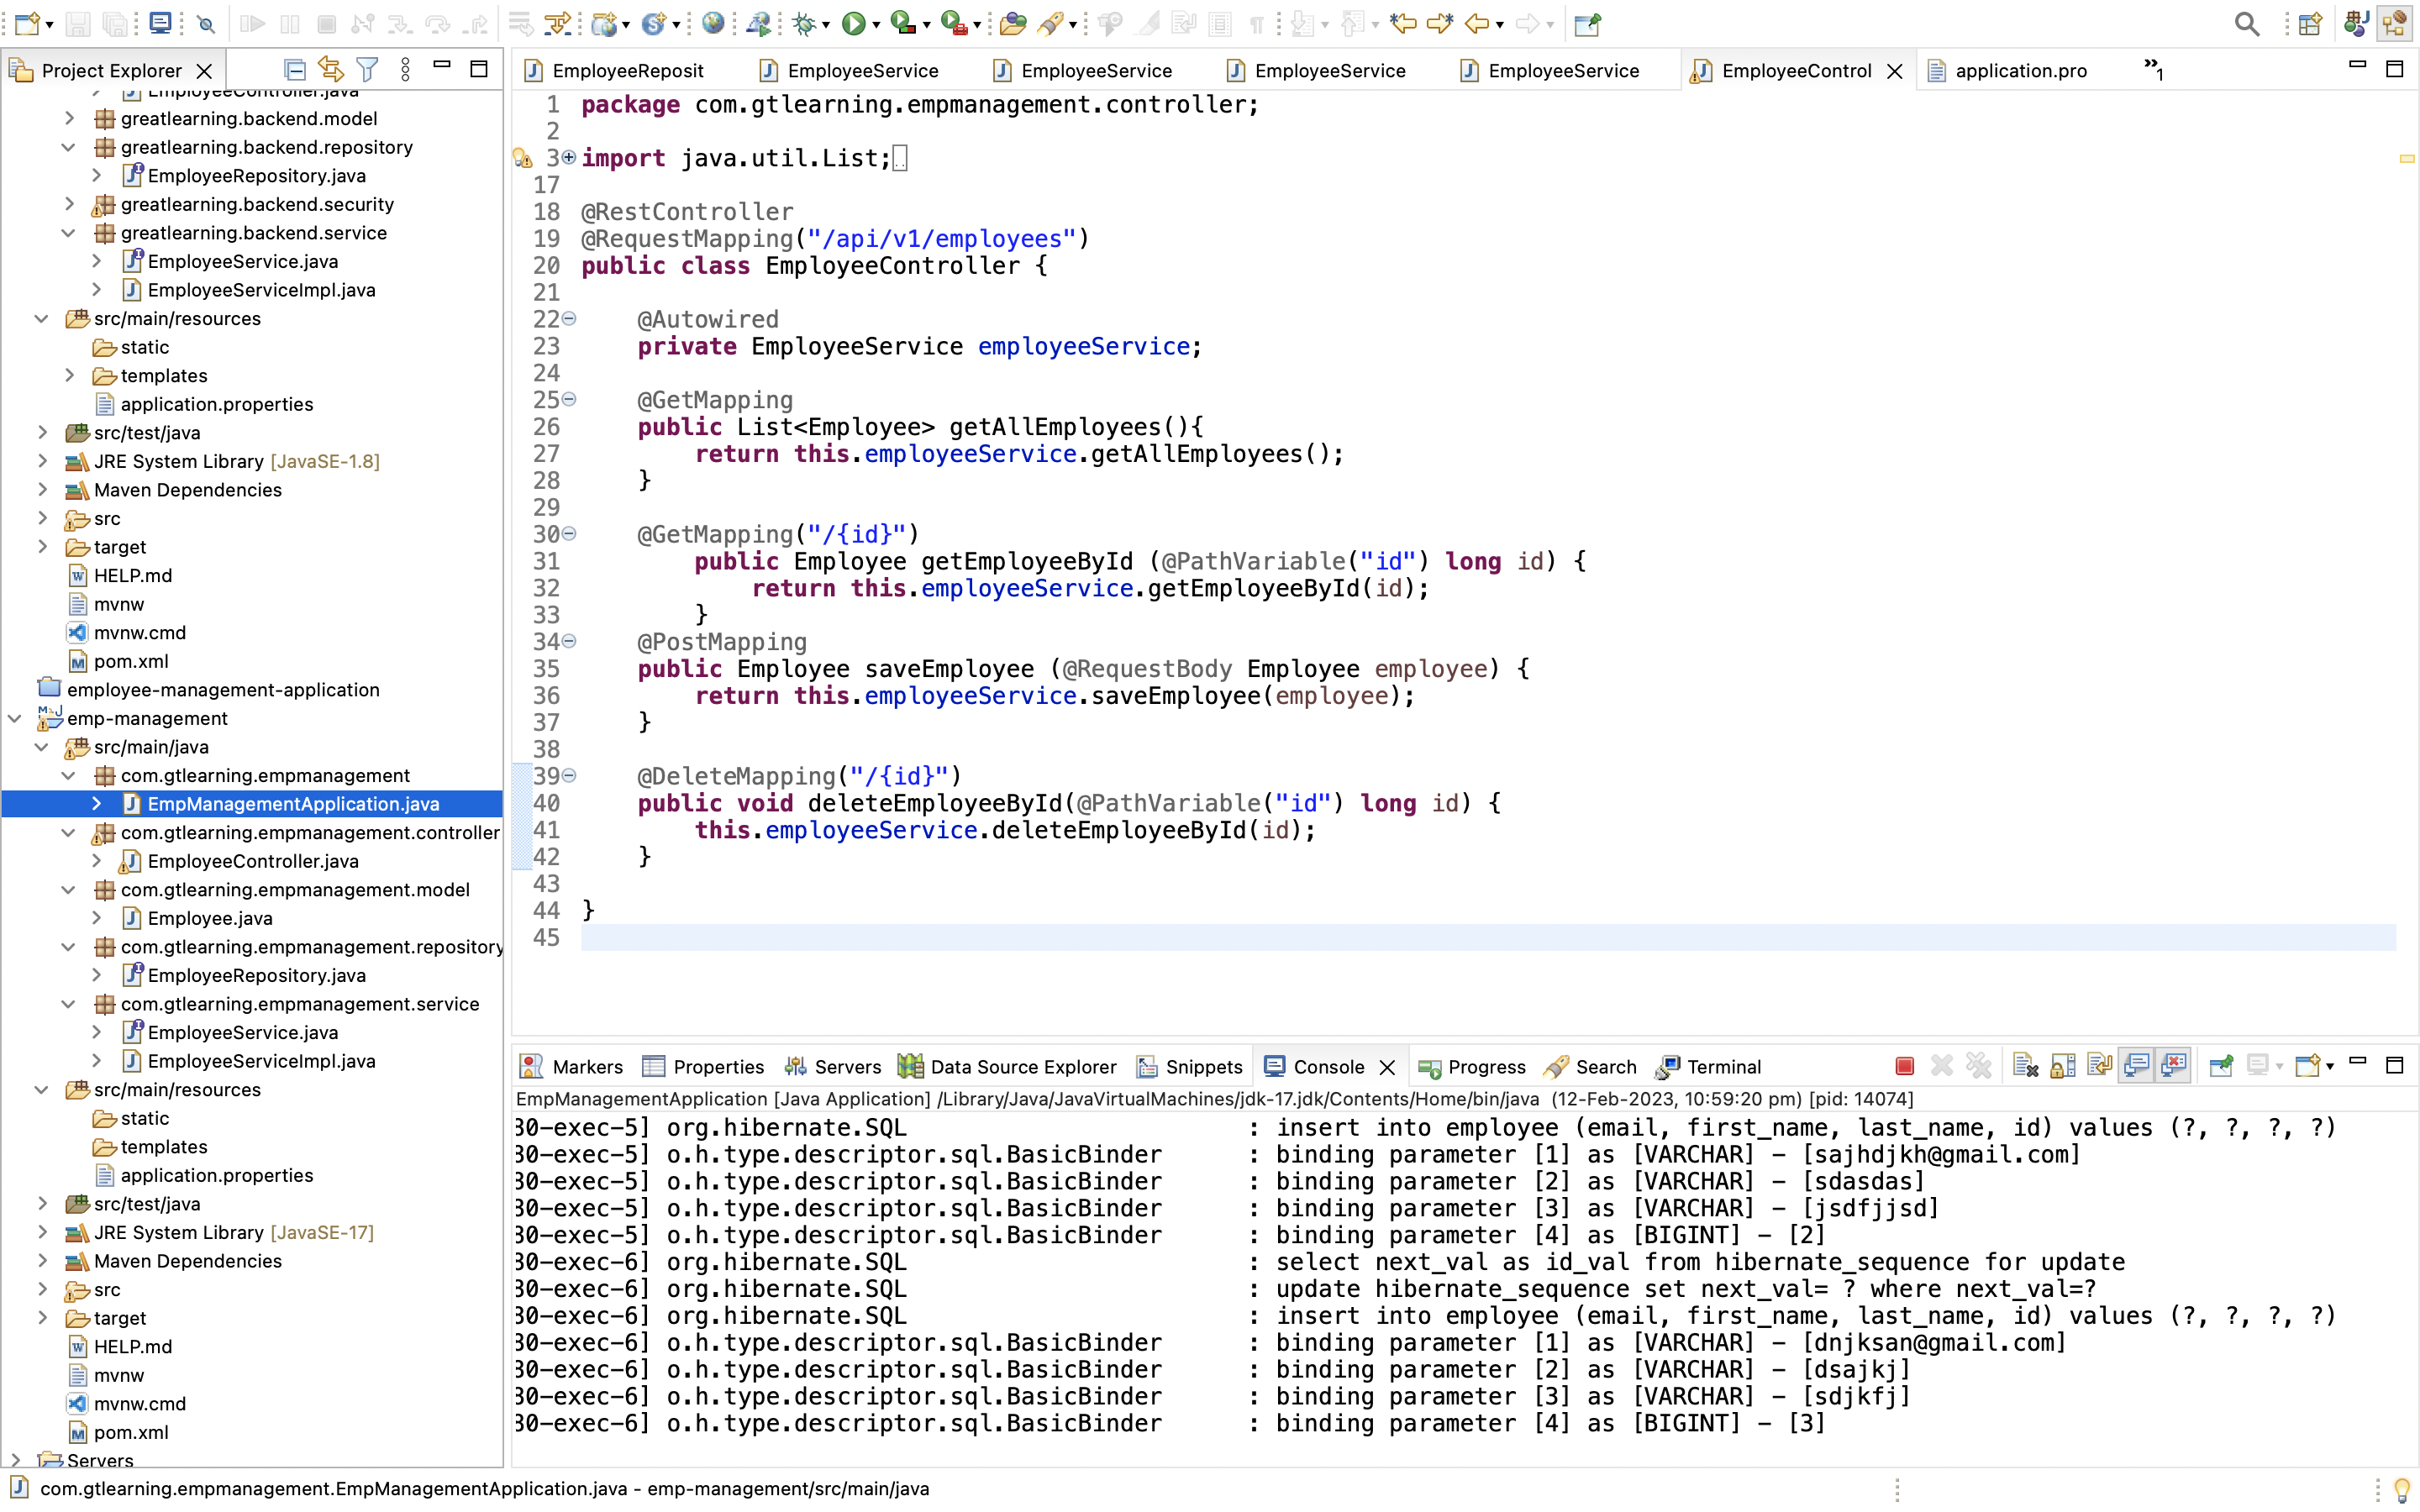 Project Explorer
EmployeeController.java
greatlearning.backend.model
greatlearning.backend.repository
EmployeeRepository.java
greatlearning.backend.security
greatlearning.backend.service
EmployeeService.java
EmployeeServiceImpl.java
src/main/resources
static
templates
application.properties
src/test/java
JRE System Library [JavaSE-1.8]
Maven Dependencies
src
target
HELP.md
mvnw
mvnw.cmd
pom.xml
employee-management-application
emp-management
src/main/java
com.gtlearning.empmanagement
EmpManagementApplication.java
com.gtlearning.empmanagement.controller
EmployeeController.java
com.gtlearning.empmanagement.model
Employee.java
com.gtlearning.empmanagement.repository
EmployeeRepository.java
com.gtlearning.empmanagement.service
EmployeeService.java
EmployeeServiceImpl.java
src/main/resources
static
templates
application.properties
src/test/java
JRE System Library [JavaSE-17]
Maven Dependencies
src
target
HELP.md
mvnw
mvnw.cmd
pom.xml
Servers
EmployeeReposit EmployeeService EmployeeService EmployeeService EmployeeService EmployeeControl application.pro »1
1 package com.gtlearning.empmanagement.controller;
2
3 import java.util.List;
17
18 @RestController
19 @RequestMapping("/api/v1/employees")
20 public class EmployeeController {
21
22 @Autowired
23 private EmployeeService employeeService;
24
25 @GetMapping
26 public List<Employee> getAllEmployees(){
27 return this.employeeService.getAllEmployees();
28 }
29
30 @GetMapping("/{id}")
31 public Employee getEmployeeById (@PathVariable("id") long id) {
32 return this.employeeService.getEmployeeById(id);
33 }
34 @PostMapping
35 public Employee saveEmployee (@RequestBody Employee employee) {
36 return this.employeeService.saveEmployee(employee);
37 }
38
39 @DeleteMapping("/{id}")
40 public void deleteEmployeeById(@PathVariable("id") long id) {
41 this.employeeService.deleteEmployeeById(id);
42 }
43
44 }
45
Markers Properties Servers Data Source Explorer Snippets Console Progress Search Terminal
EmpManagementApplication [Java Application] /Library/Java/JavaVirtualMachines/jdk-17.jdk/Contents/Home/bin/java (12-Feb-2023, 10:59:20 pm) [pid: 14074]
30-exec-5] org.hibernate.SQL : insert into employee (email, first_name, last_name, id) values (?, ?, ?, ?)
30-exec-5] o.h.type.descriptor.sql.BasicBinder : binding parameter [1] as [VARCHAR] - [sajhdjkh@gmail.com]
30-exec-5] o.h.type.descriptor.sql.BasicBinder : binding parameter [2] as [VARCHAR] - [sdasdas]
30-exec-5] o.h.type.descriptor.sql.BasicBinder : binding parameter [3] as [VARCHAR] - [jsdfjjsd]
30-exec-5] o.h.type.descriptor.sql.BasicBinder : binding parameter [4] as [BIGINT] - [2]
30-exec-6] org.hibernate.SQL : select next_val as id_val from hibernate_sequence for update
30-exec-6] org.hibernate.SQL : update hibernate_sequence set next_val= ? where next_val=?
30-exec-6] org.hibernate.SQL : insert into employee (email, first_name, last_name, id) values (?, ?, ?, ?)
30-exec-6] o.h.type.descriptor.sql.BasicBinder : binding parameter [1] as [VARCHAR] - [dnjksan@gmail.com]
30-exec-6] o.h.type.descriptor.sql.BasicBinder : binding parameter [2] as [VARCHAR] - [dsajkj]
30-exec-6] o.h.type.descriptor.sql.BasicBinder : binding parameter [3] as [VARCHAR] - [sdjkfj]
30-exec-6] o.h.type.descriptor.sql.BasicBinder : binding parameter [4] as [BIGINT] - [3]
com.gtlearning.empmanagement.EmpManagementApplication.java - emp-management/src/main/java